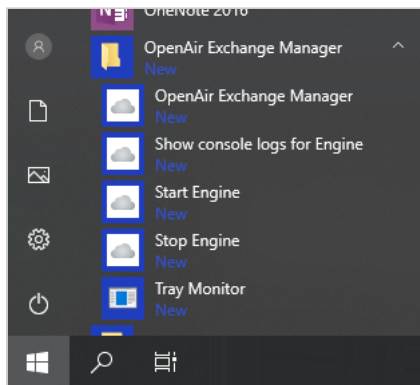 OneNote 2016
OpenAir Exchange Manager
New
OpenAir Exchange Manager
New
Show console logs for Engine
New
Start Engine
New
Stop Engine
New
Tray Monitor
New